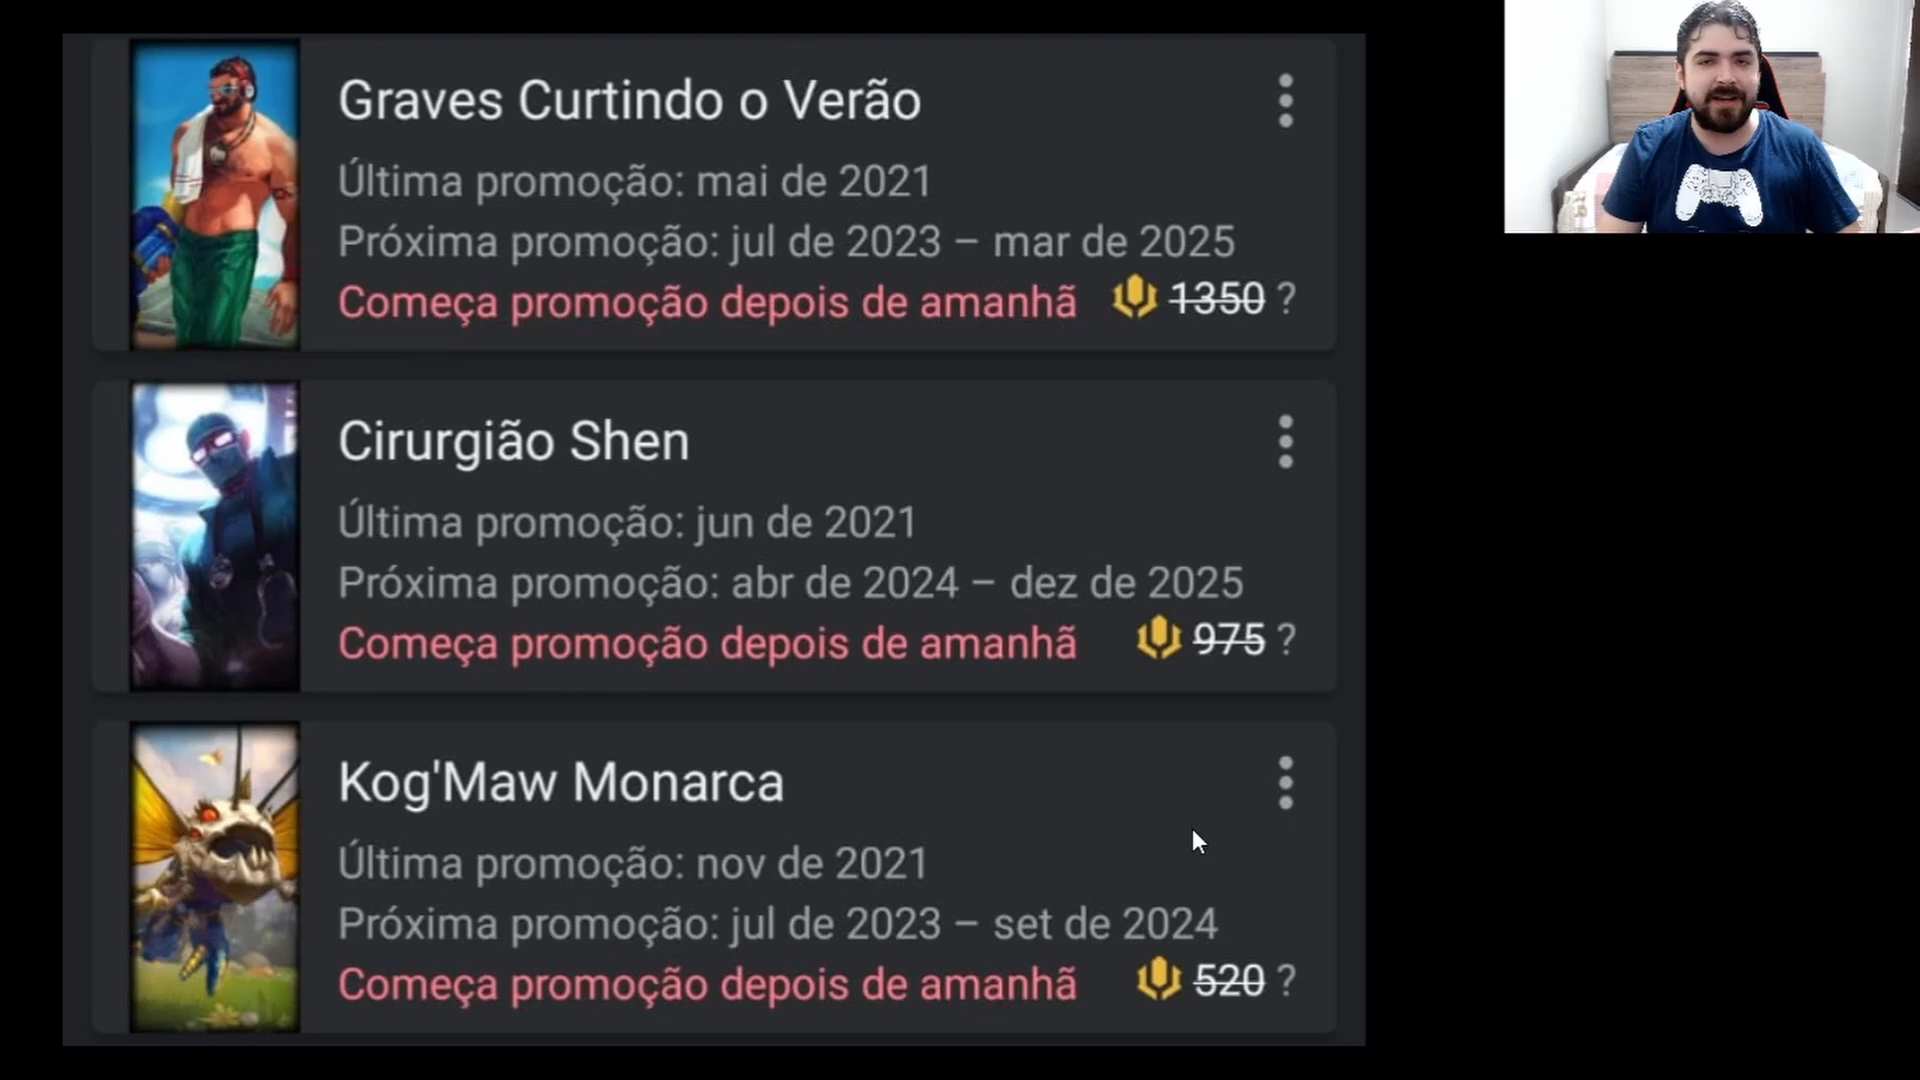 Graves Curtindo o Verão
Última promoção: mai de 2021
Próxima promoção: jul de 2023 – mar de 2025
Começa promoção depois de amanhã 1350 ?
Cirurgião Shen
Última promoção: jun de 2021
Próxima promoção: abr de 2024 – dez de 2025
Começa promoção depois de amanhã 975 ?
Kog'Maw Monarca
Última promoção: nov de 2021
Próxima promoção: jul de 2023 – set de 2024
Começa promoção depois de amanhã 520 ?